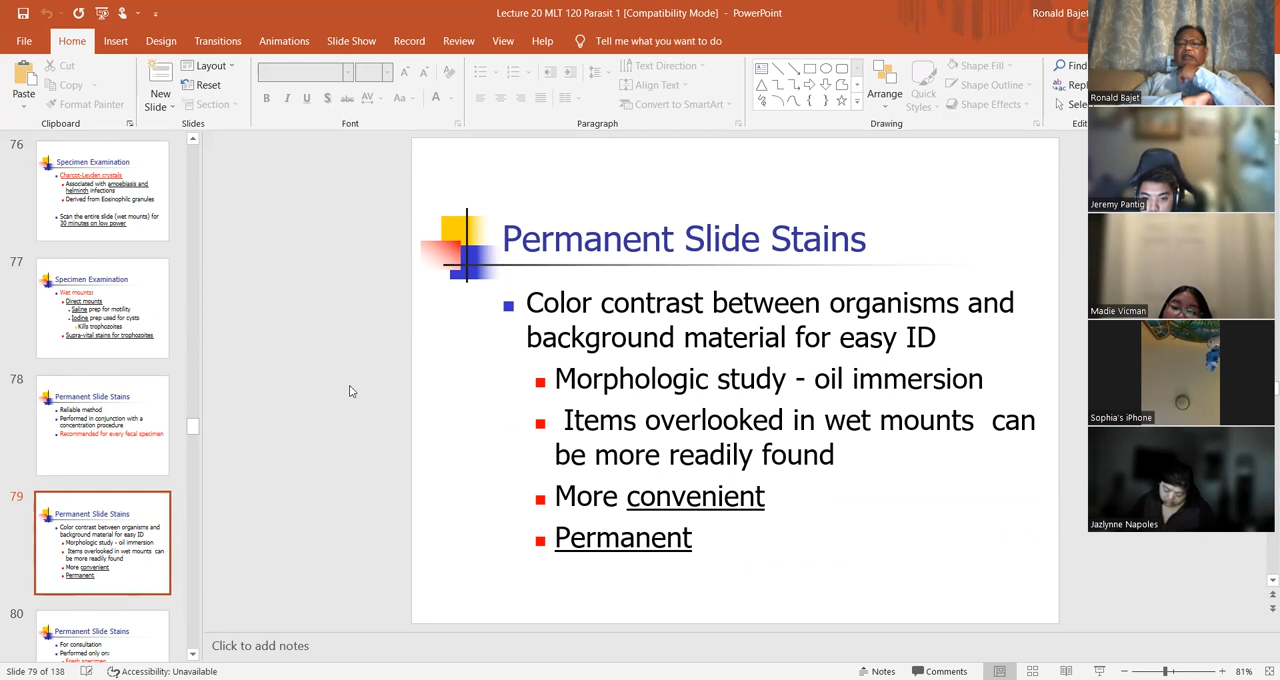 Lecture 20 MLT 120 Parasit 1 [Compatibility Mode] - PowerPoint
Ronald Bajet
File Home Insert Design Transitions Animations Slide Show Record Review View Help Tell me what you want to do
Paste
Cut
Copy
Format Painter
Clipboard
New
Slide
Layout
Reset
Section
Slides
B I U S abc AV Aa A
Font
Text Direction
Align Text
Convert to SmartArt
Paragraph
Arrange
Quick
Styles
Shape Fill
Shape Outline
Shape Effects
Drawing
Find
76
Specimen Examination
Charcot-Leyden crystals
Associated with amoebiasis and
helminth infections
Derived from Eosinophilic granules
Scan the entire slide (wet mounts) for
30 minutes on low power
77
Specimen Examination
Wet mounts:
Direct mounts
Saline prep for motility
Iodine prep used for cysts
Kills trophozoites
Supra-vital stains for trophozoites
78
Permanent Slide Stains
Reliable method
Performed in conjunction with a
concentration procedure
Recommended for every fecal specimen
79
Permanent Slide Stains
Color contrast between organisms and
background material for easy ID
Morphologic study - oil immersion
Items overlooked in wet mounts can
be more readily found
More convenient
Permanent
80
Permanent Slide Stains
For consultation
Performed only on:
Fresh specimen
Permanent Slide Stains
Color contrast between organisms and
background material for easy ID
Morphologic study - oil immersion
Items overlooked in wet mounts can
be more readily found
More convenient
Permanent
Click to add notes
Ronald Bajet
Jeremy Pantig
Madie Vicman
Sophia's iPhone
Jazlynne Napoles
Slide 79 of 138
Accessibility: Unavailable
Notes
Comments
81%